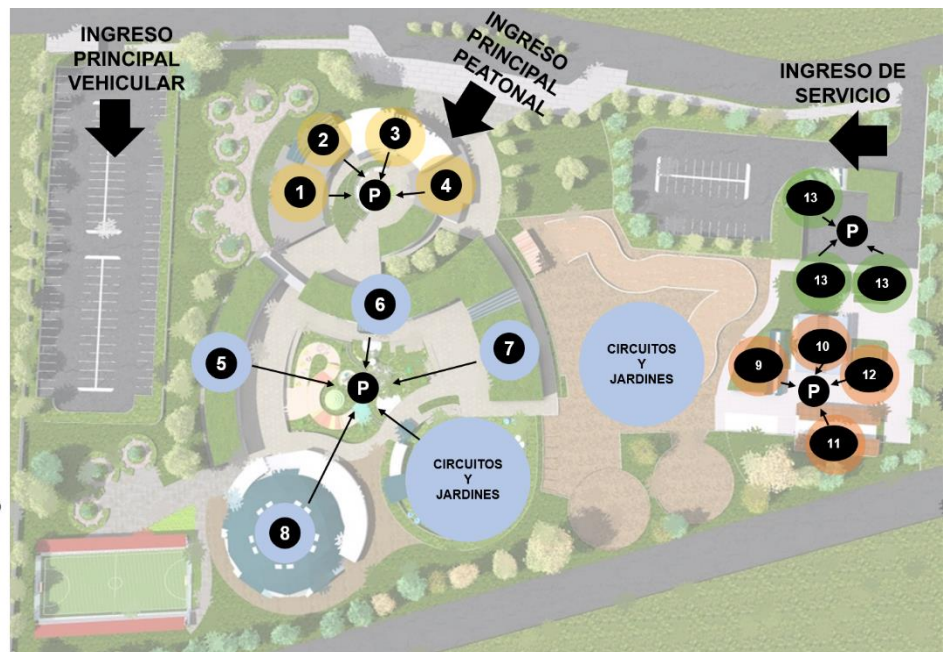 INGRESO
PRINCIPAL
VEHICULAR
INGRESO
PRINCIPAL
PEATONAL
INGRESO DE
SERVICIO
2
3
1
P
4
13
P
13
13
6
5
7
P
CIRCUITOS
Y
JARDINES
9
10
P
12
11
CIRCUITOS
Y
JARDINES
8